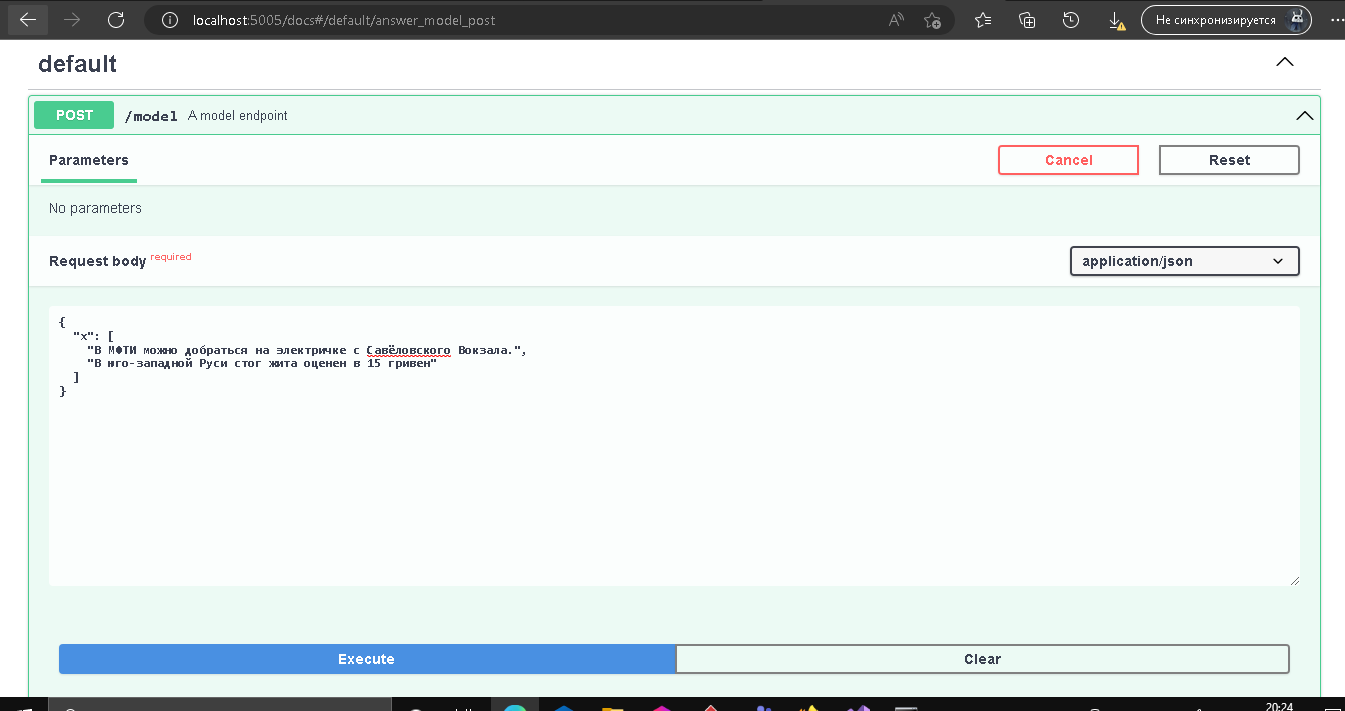 localhost:5005/docs#/default/answer_model_post
Не синхронизируется
default
POST /model A model endpoint
Parameters
Cancel
Reset
No parameters
Request body required
application/json
{
"x": [
"В МФТИ можно добраться на электричке с Савёловского Вокзала.",
"В юго-западной Руси стог жита оценен в 15 гривен"
]
}
Execute
Clear
20:24